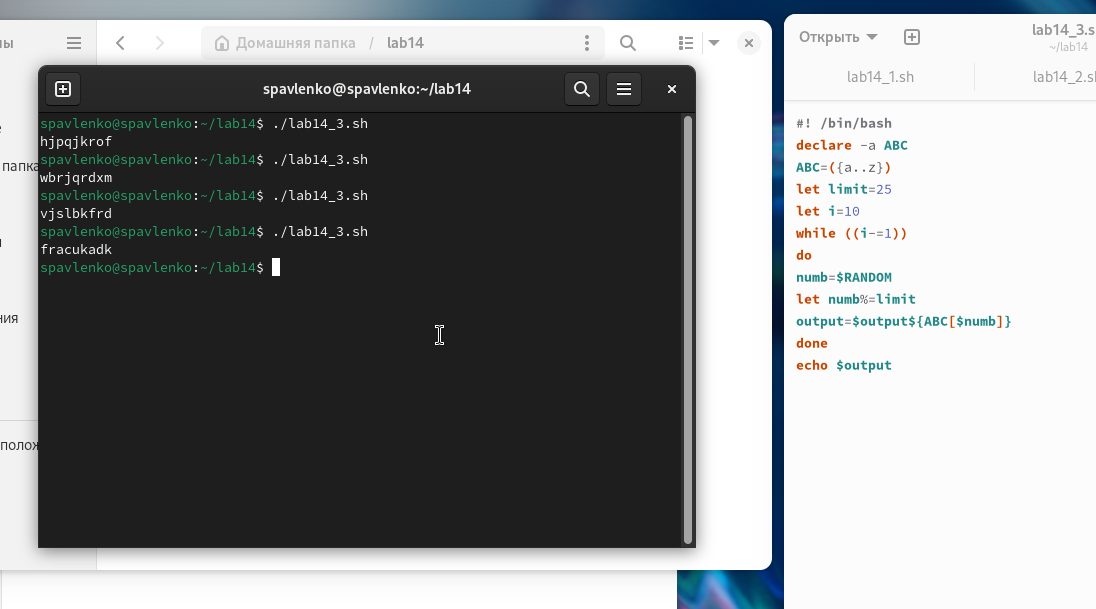 Домашняя папка / lab14
папка
spavlenko@spavlenko:~/lab14
spavlenko@spavlenko:~/lab14$ ./lab14_3.sh
hjpqjkrof
spavlenko@spavlenko:~/lab14$ ./lab14_3.sh
wbrjqrdxm
spavlenko@spavlenko:~/lab14$ ./lab14_3.sh
vjslbkfrd
spavlenko@spavlenko:~/lab14$ ./lab14_3.sh
fracukadk
spavlenko@spavlenko:~/lab14$
Открыть
lab14_3.s
~/lab14
lab14_1.sh lab14_2.sh
#! /bin/bash
declare -a ABC
ABC=({a..z})
let limit=25
let i=10
while ((i-=1))
do
numb=$RANDOM
let numb%=limit
output=$output${ABC[$numb]}
done
echo $output